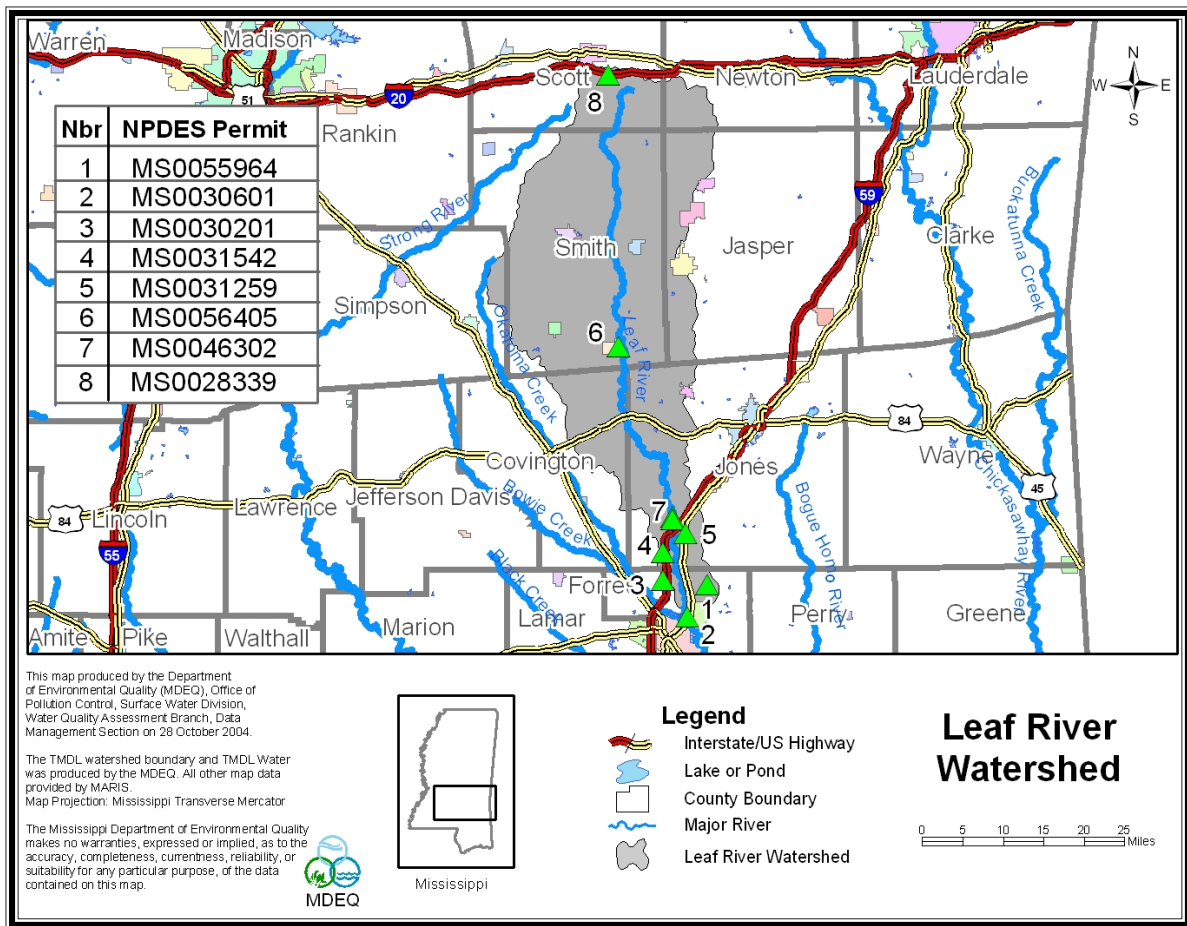 Warren
Madison
Scott
Newton
Lauderdale
N
W E
S
51
20
8
Nbr NPDES Permit
1 MS0055964
2 MS0030601
3 MS0030201
4 MS0031542
5 MS0031259
6 MS0056405
7 MS0046302
8 MS0028339
Rankin
59
Strong River
Smith
Jasper
Clarke
Buckatunna Creek
Simpson
Okatoma Creek
6
Leaf River
84
Covington
Jones
Wayne
Jefferson Davis
Lawrence
Bowie Creek
Bogue Homo River
Chickasawhay River
45
84
Lincoln
55
7
5
4
Black Creek
3
Forres
1
2
Lamar
Perry
Greene
Amite
Pike
Walthall
Marion
This map produced by the Department
of Environmental Quality (MDEQ), Office of
Pollution Control, Surface Water Division,
Water Quality Assessment Branch, Data
Management Section on 28 October 2004.
The TMDL watershed boundary and TMDL Water
was produced by the MDEQ. All other map data
provided by MARIS.
Map Projection: Mississippi Transverse Mercator
The Mississippi Department of Environmental Quality
makes no warranties, expressed or implied, as to the
accuracy, completeness, currentness, reliability, or
suitability for any particular purpose, of the data
contained on this map.
MDEQ
Mississippi
Legend
Interstate/US Highway
Lake or Pond
County Boundary
Major River
Leaf River Watershed
Leaf River
Watershed
0 5 10 15 20 25
Miles